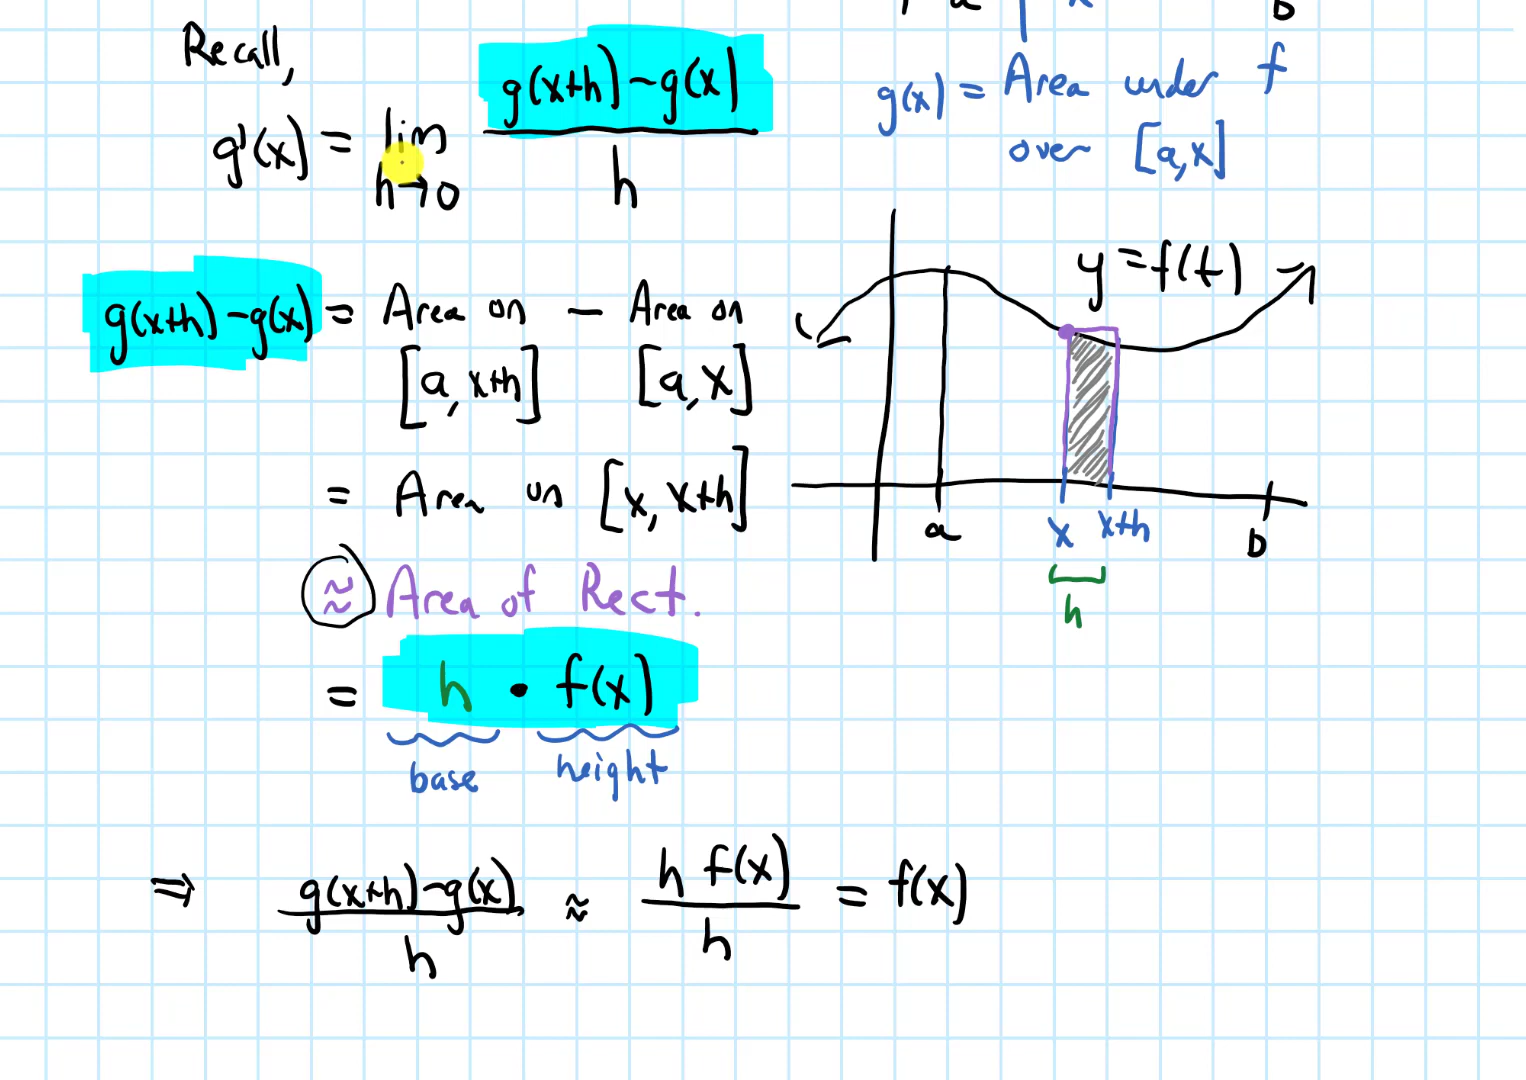 a x b
Recall,
g'(x) = lim h→0 g(x+h) - g(x) / h
g(x) = Area under f
over [a,x]
g(x+h) - g(x) = Area on [a, x+h] - Area on [a, x]
= Area on [x, x+h]
≈ Area of Rect.
= h · f(x)
base height
y = f(t)
a x x+h b
h
⇒ g(x+h) - g(x) / h ≈ h f(x) / h = f(x)